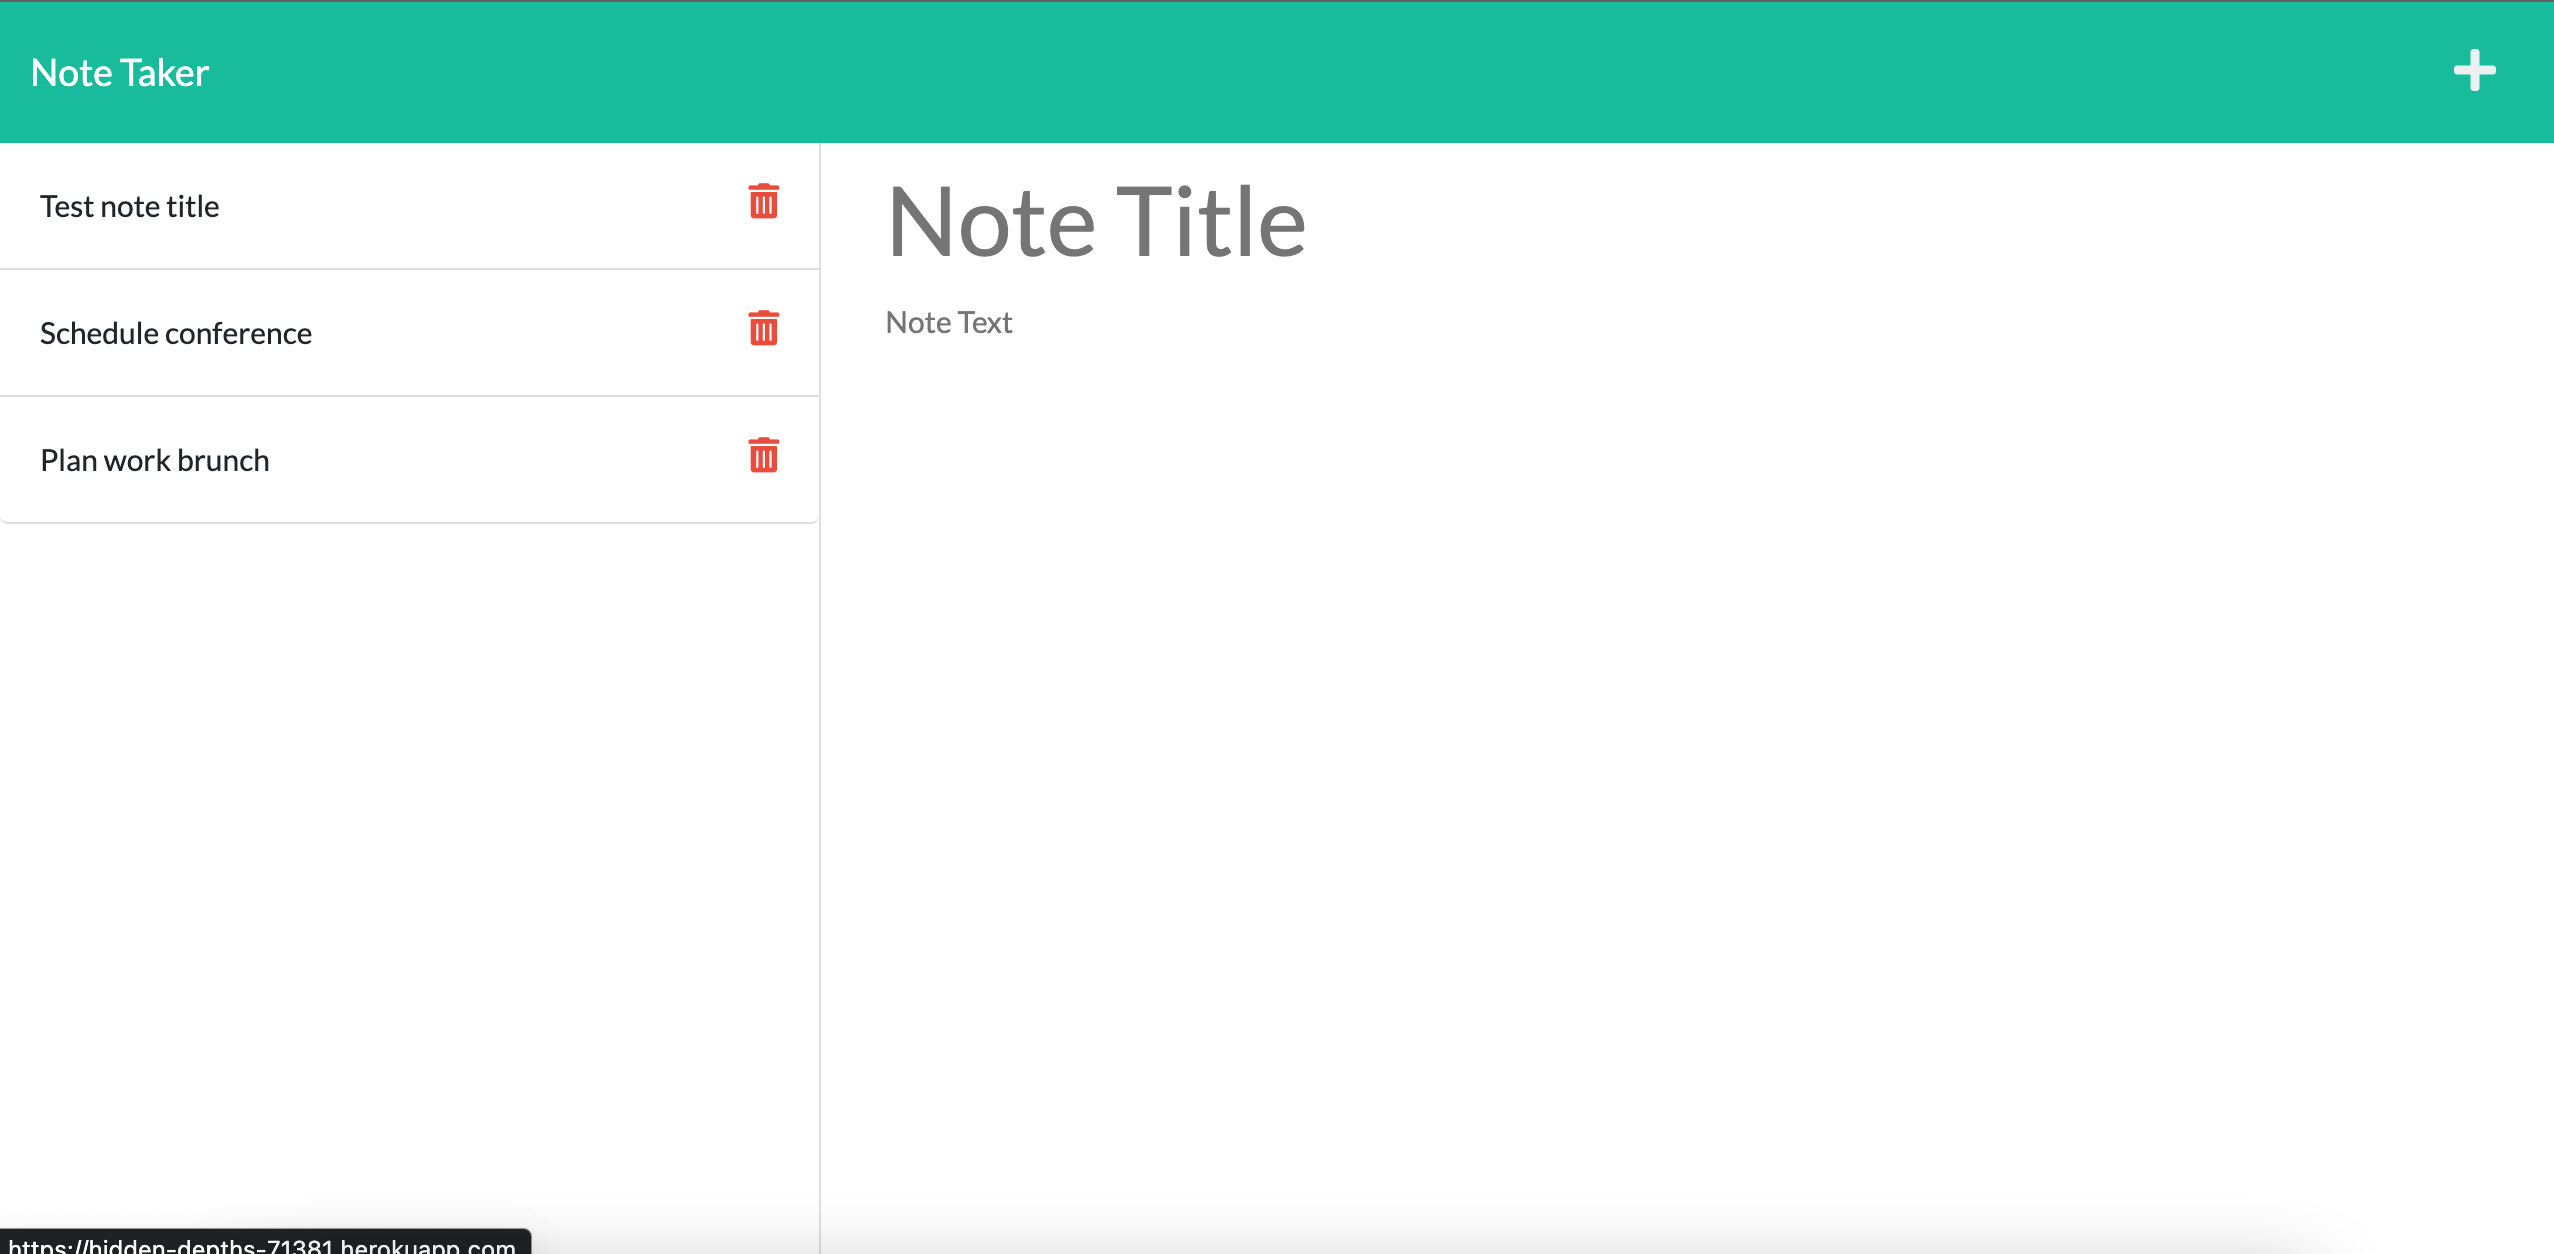 Note Taker
Test note title
Schedule conference
Plan work brunch
Note Title
Note Text
https://hidden-depths-71381.herokuapp.com